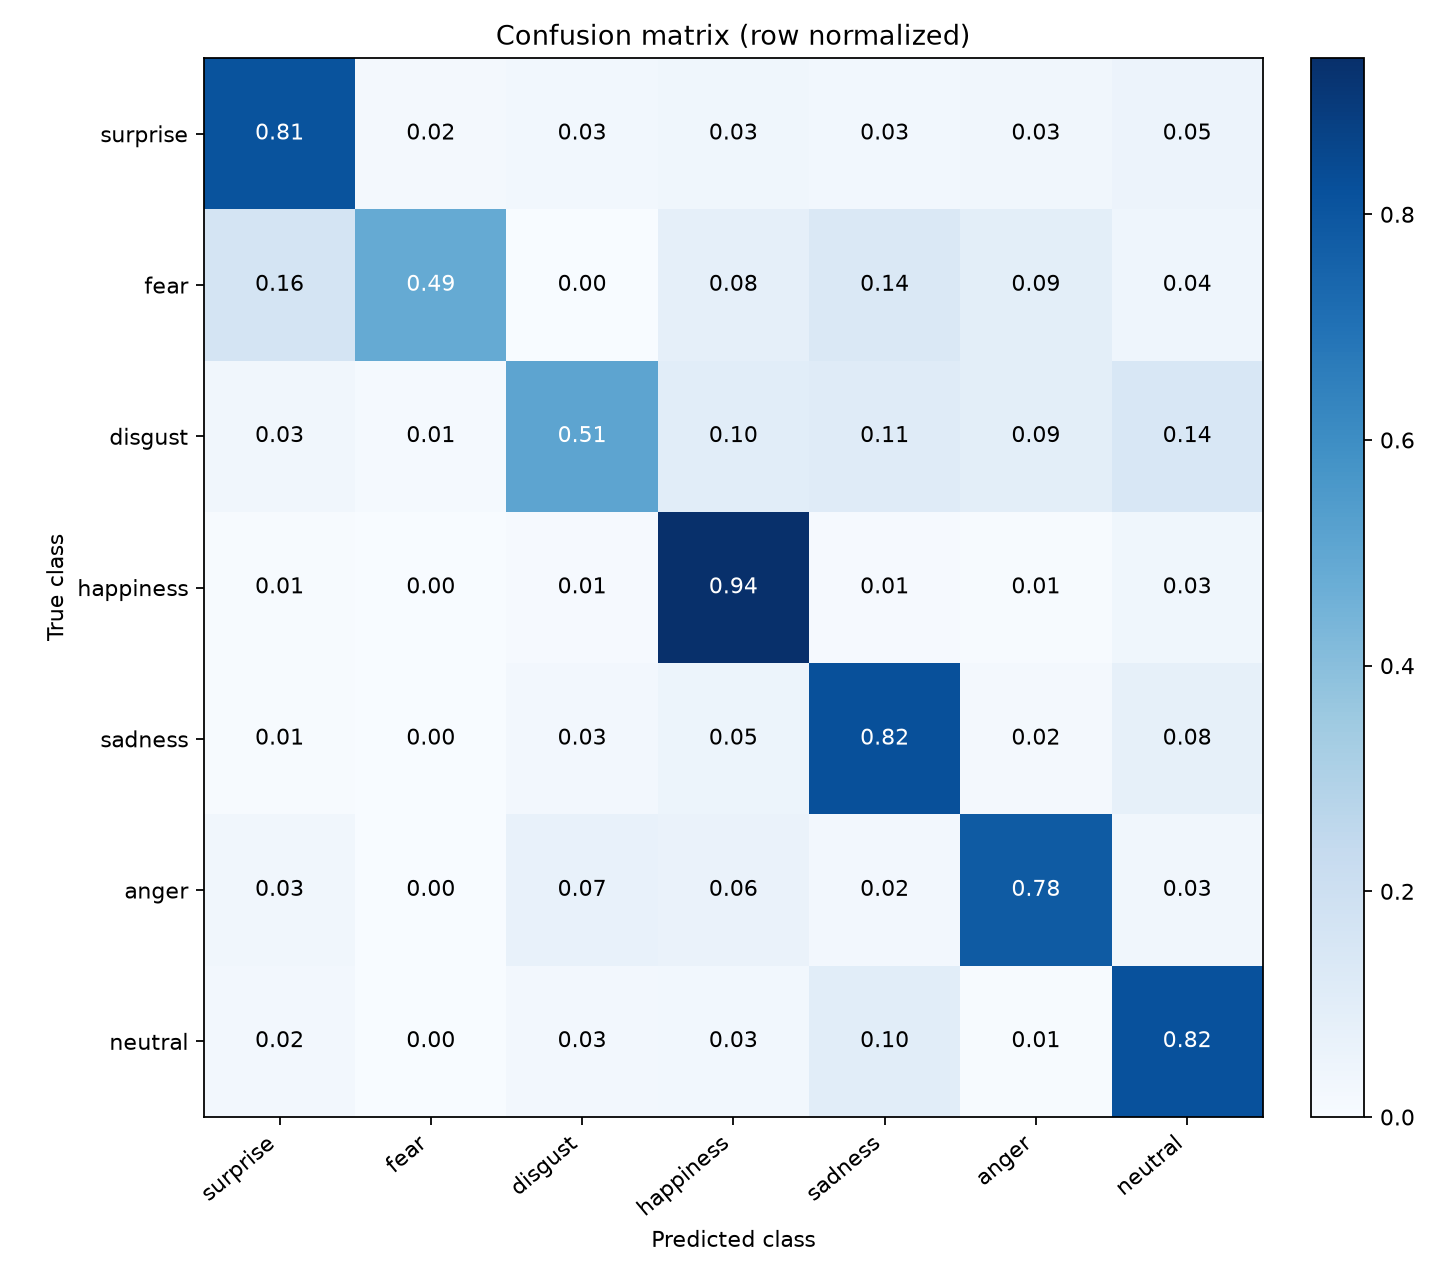 Confusion matrix (row normalized)
surprise 0.81 0.02 0.03 0.03 0.03 0.03 0.05
fear 0.16 0.49 0.00 0.08 0.14 0.09 0.04
disgust 0.03 0.01 0.51 0.10 0.11 0.09 0.14
happiness 0.01 0.00 0.01 0.94 0.01 0.01 0.03
sadness 0.01 0.00 0.03 0.05 0.82 0.02 0.08
anger 0.03 0.00 0.07 0.06 0.02 0.78 0.03
neutral 0.02 0.00 0.03 0.03 0.10 0.01 0.82
True class
surprise fear disgust happiness sadness anger neutral
Predicted class
0.8
0.6
0.4
0.2
0.0